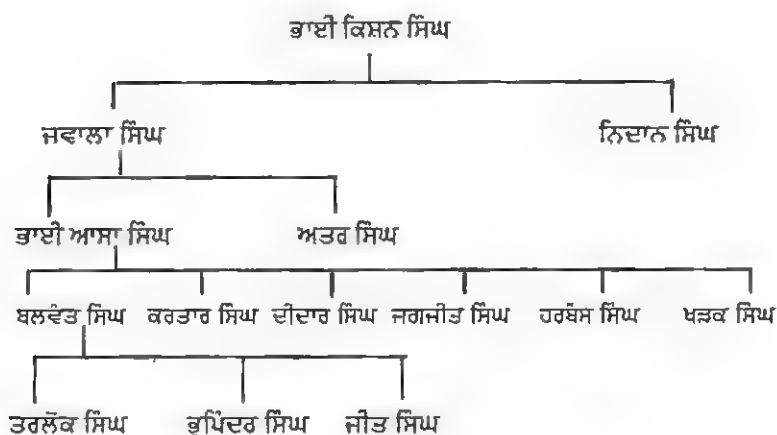 ਭਾਈ ਕਿਸ਼ਨ ਸਿੰਘ
ਜਵਾਲਾ ਸਿੰਘ ਨਿਦਾਨ ਸਿੰਘ
ਭਾਈ ਆਸਾ ਸਿੰਘ ਅਤਰ ਸਿੰਘ
ਬਲਵੰਤ ਸਿੰਘ ਕਰਤਾਰ ਸਿੰਘ ਦੀਦਾਰ ਸਿੰਘ ਜਗਜੀਤ ਸਿੰਘ ਹਰਬੰਸ ਸਿੰਘ ਖੜਕ ਸਿੰਘ
ਤਰਲੋਕ ਸਿੰਘ ਭੁਪਿੰਦਰ ਸਿੰਘ ਜੀਤ ਸਿੰਘ